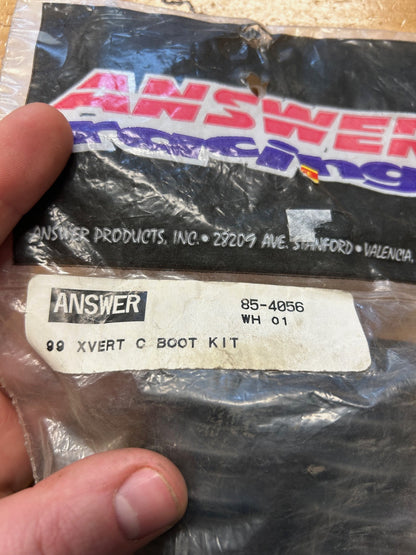 ANSWER
racing
ANSWER PRODUCTS, INC. • 28209 AVE. STANFORD • VALENCIA,
ANSWER 85-4056
WH 01
99 XVERT C BOOT KIT